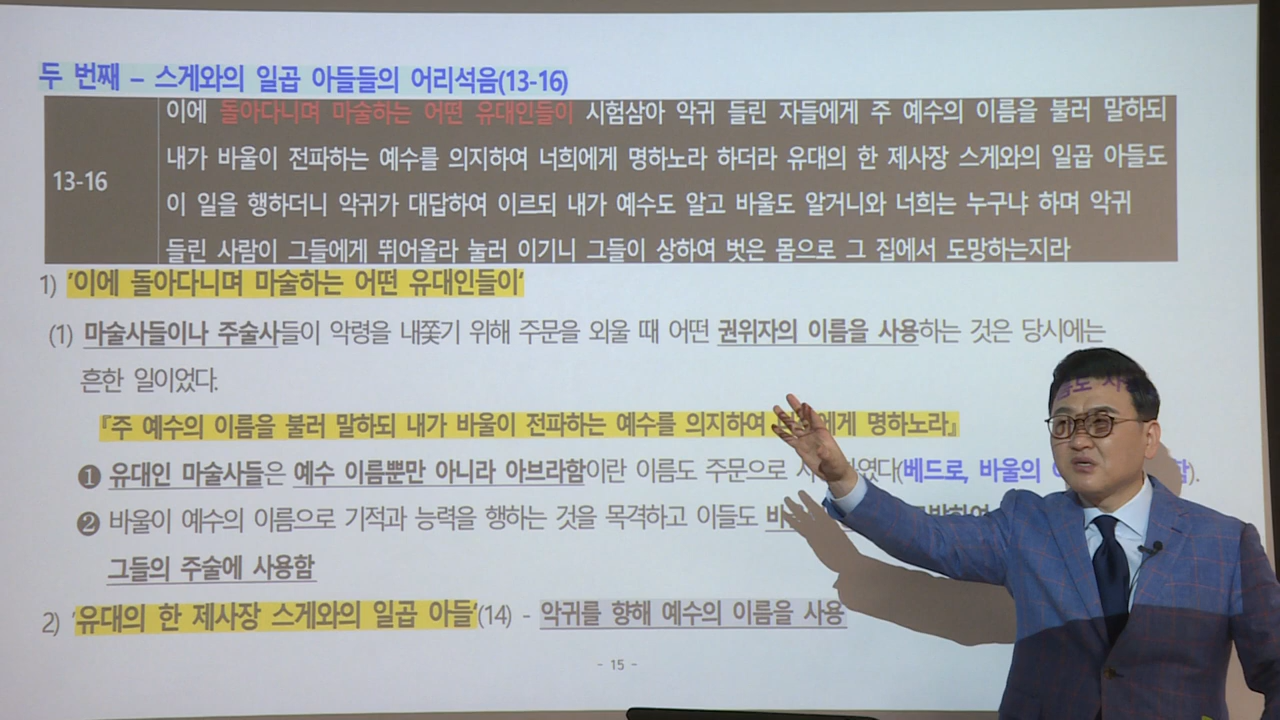 두 번째 – 스게와의 일곱 아들들의 어리석음(13-16)
이에 돌아다니며 마술하는 어떤 유대인들이 시험삼아 악귀 들린 자들에게 주 예수의 이름을 불러 말하되
내가 바울이 전파하는 예수를 의지하여 너희에게 명하노라 하더라 유대의 한 제사장 스게와의 일곱 아들도
13-16
이 일을 행하더니 악귀가 대답하여 이르되 내가 예수도 알고 바울도 알거니와 너희는 누구냐 하며 악귀
들린 사람이 그들에게 뛰어올라 눌러 이기니 그들이 상하여 벗은 몸으로 그 집에서 도망하는지라
1) '이에 돌아다니며 마술하는 어떤 유대인들이'
(1) 마술사들이나 주술사들이 악령을 내쫓기 위해 주문을 외울 때 어떤 권위자의 이름을 사용하는 것은 당시에는
흔한 일이었다.
『주 예수의 이름을 불러 말하되 내가 바울이 전파하는 예수를 의지하여 에게 명하노라』
❶ 유대인 마술사들은 예수 이름뿐만 아니라 아브라함이란 이름도 주문으로 (베드로, 바울의 함).
❷ 바울이 예수의 이름으로 기적과 능력을 행하는 것을 목격하고 이들도
그들의 주술에 사용함
2) '유대의 한 제사장 스게와의 일곱 아들'(14) - 악귀를 향해 예수의 이름을 사용
- 15 -